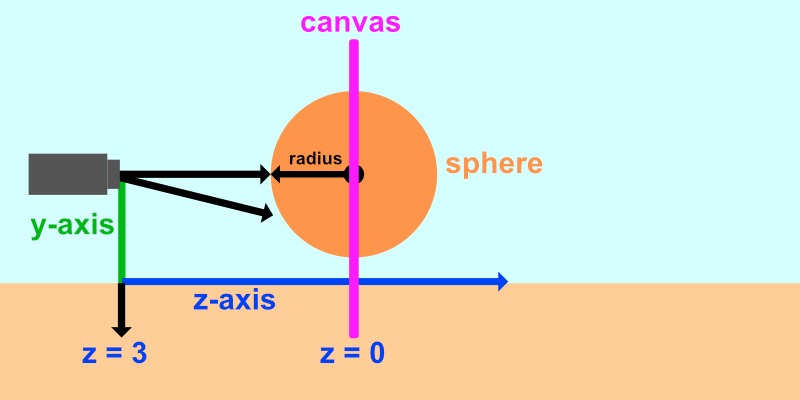 canvas
radius
sphere
y-axis
z-axis
z = 3
z = 0